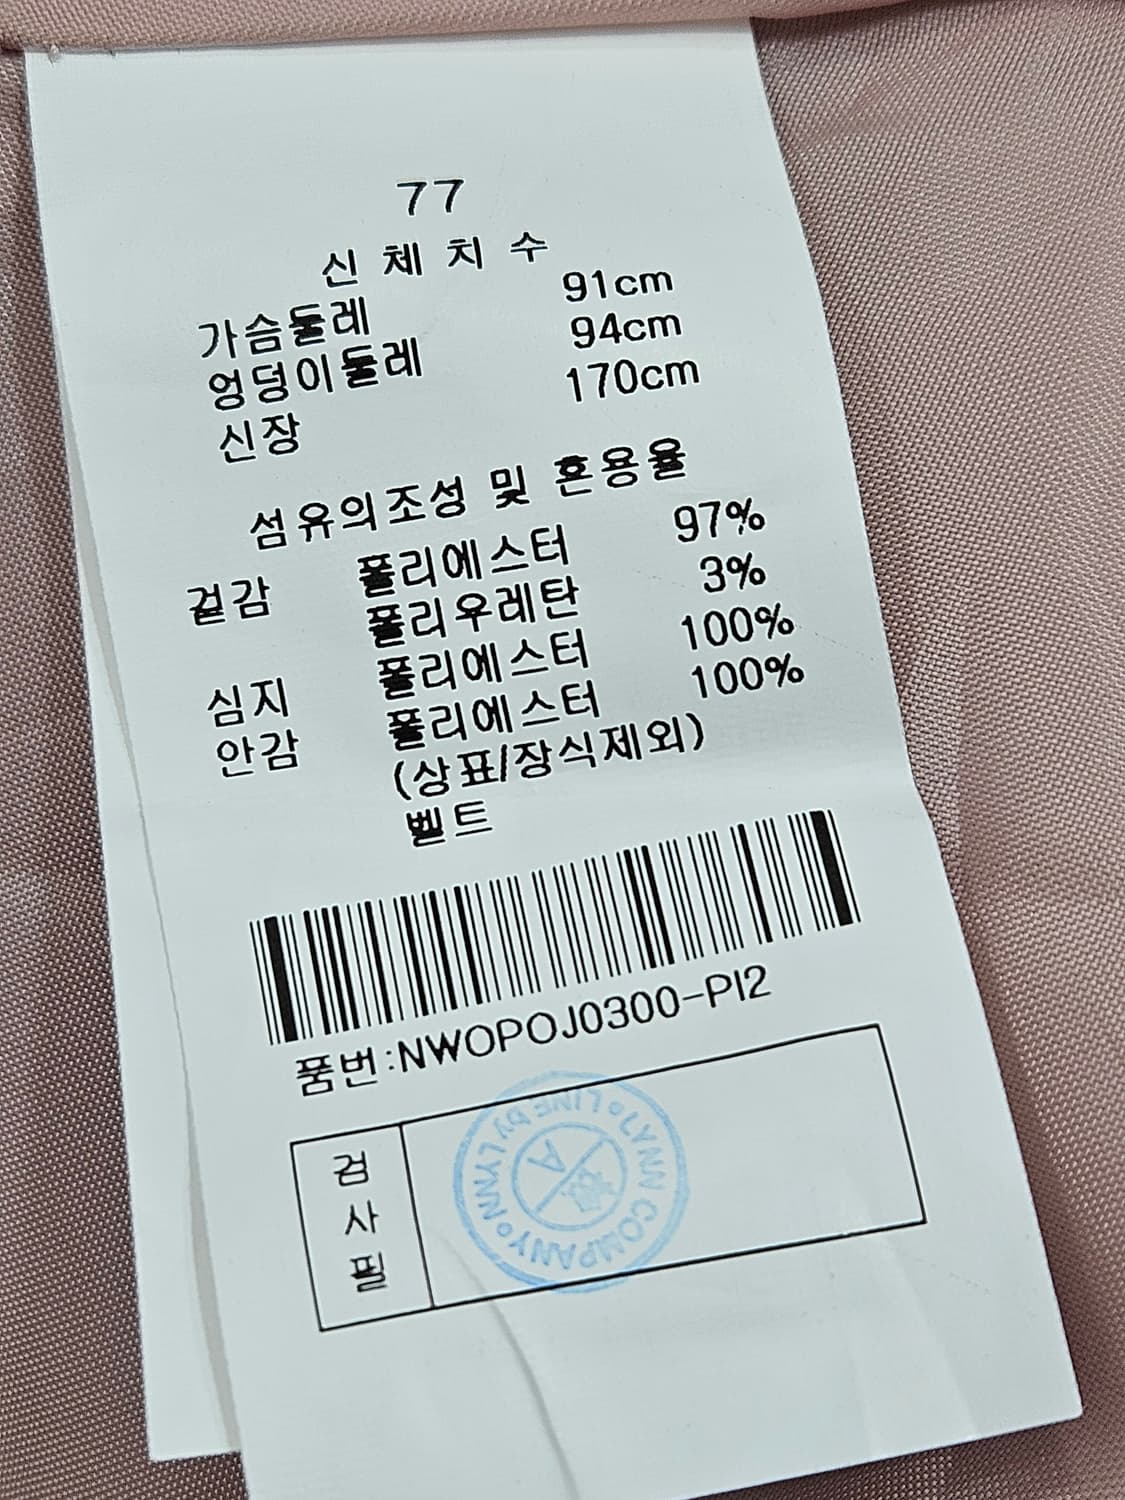 77
신체치수
가슴둘레 91cm
엉덩이둘레 94cm
신장 170cm
섬유의조성 및 혼용율
겉감 폴리에스터 97%
폴리우레탄 3%
심지 폴리에스터 100%
안감 폴리에스터 100%
(상표/장식제외)
벨트
품번:NWOPOJ0300-PI2
검사필
LYNN COMPANY
LINE by LYNN
A